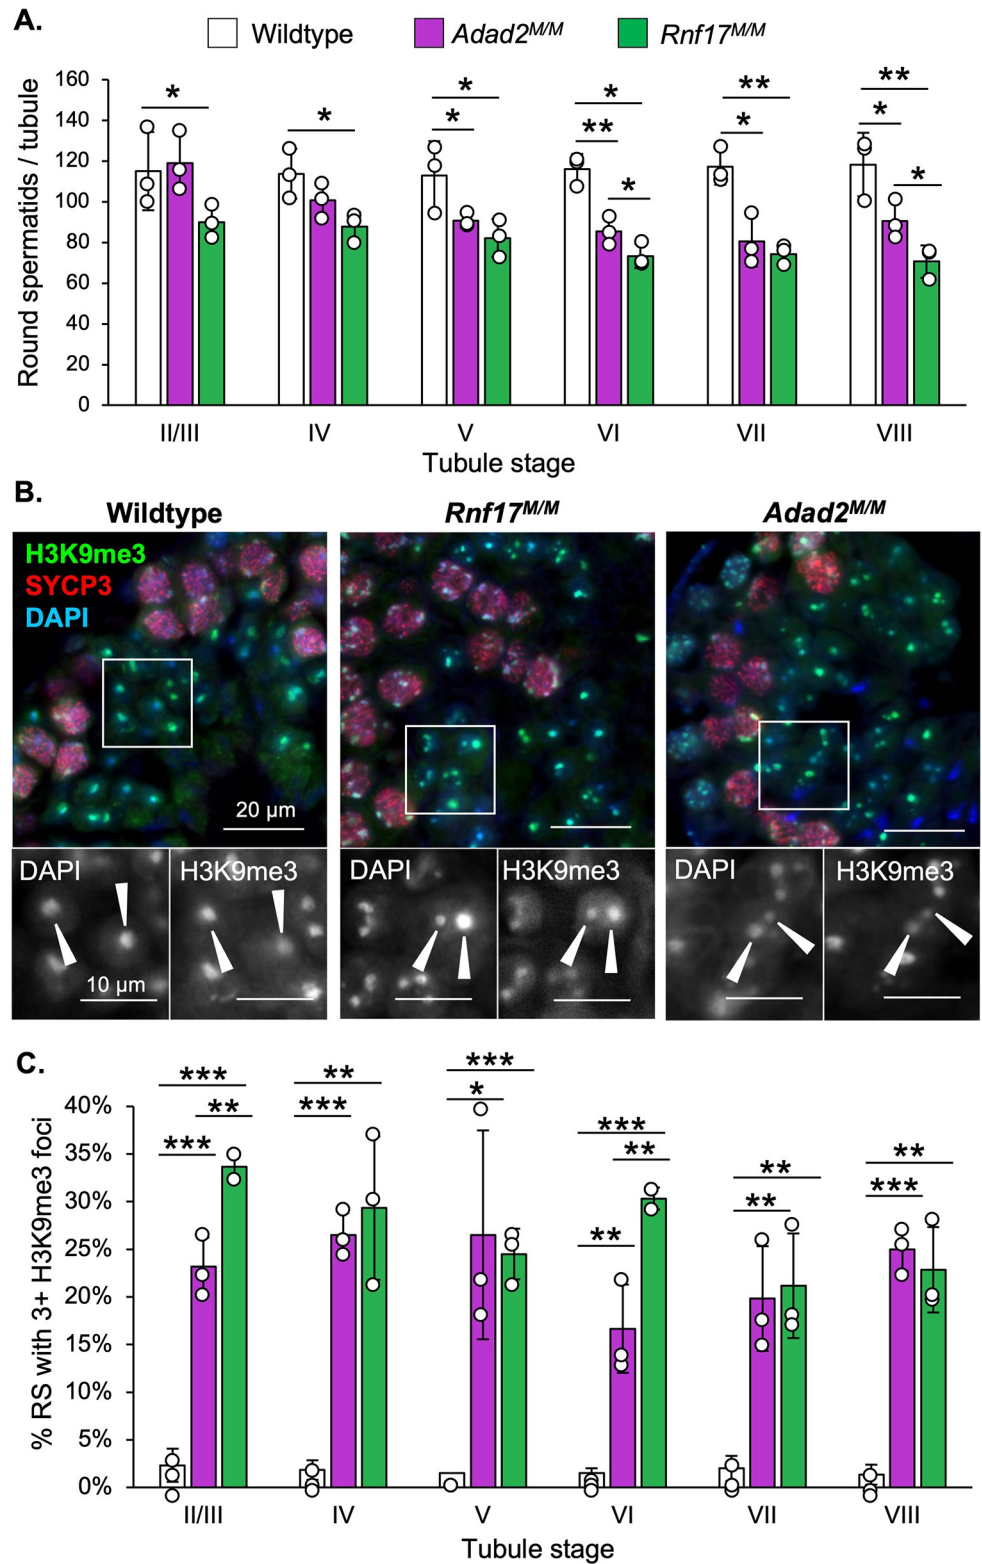 A.
Wildtype Adad2M/M Rnf17M/M
* * * * * ** * ** * ** * *
Round spermatids / tubule
160
140
120
100
80
60
40
20
0
II/III IV V VI VII VIII
Tubule stage
B.
Wildtype Rnf17M/M Adad2M/M
H3K9me3
SYCP3
DAPI
20 µm
DAPI H3K9me3 DAPI H3K9me3 DAPI H3K9me3
10 µm
C.
*** ** *** ** *** *** * *** ** ** ** ** ** ***
% RS with 3+ H3K9me3 foci
40%
35%
30%
25%
20%
15%
10%
5%
0%
II/III IV V VI VII VIII
Tubule stage